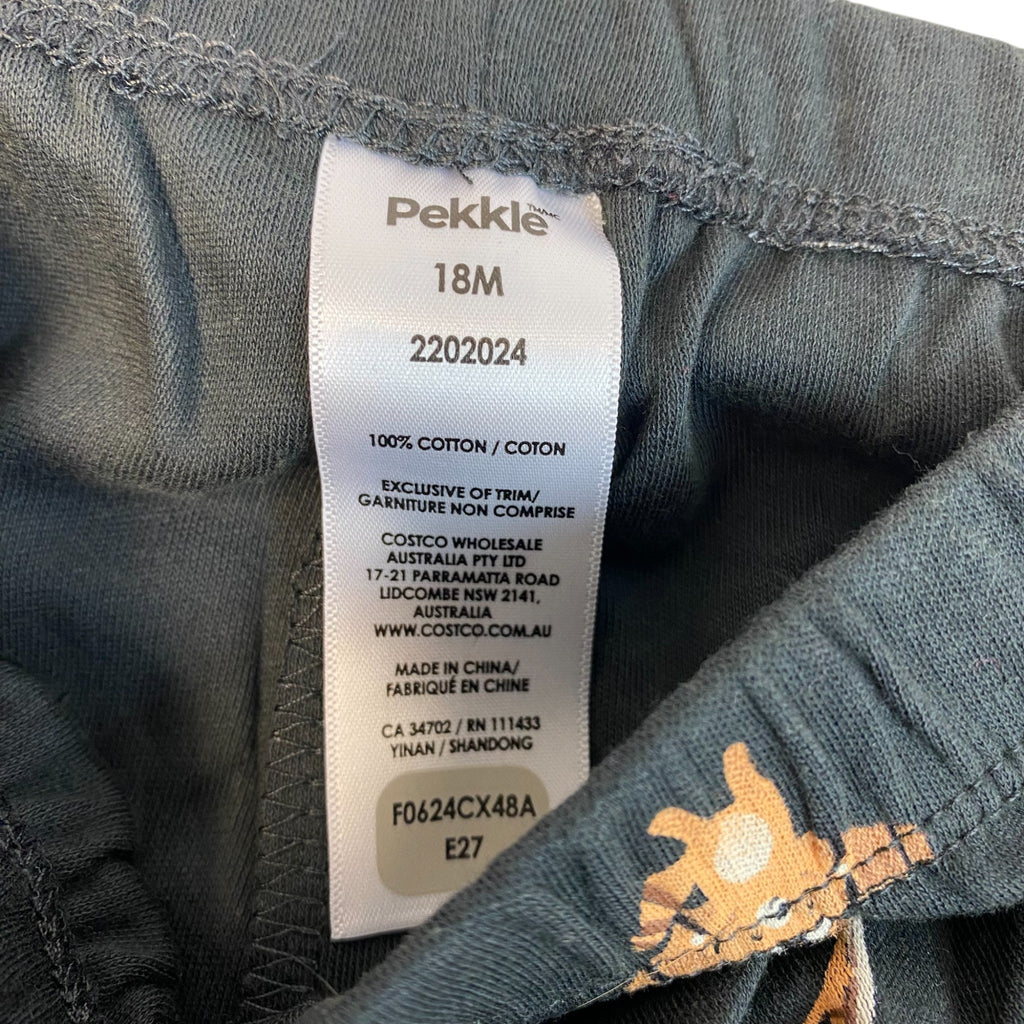 Pekkle™/MC
18M
2202024
100% COTTON / COTON
EXCLUSIVE OF TRIM/
GARNITURE NON COMPRISE
COSTCO WHOLESALE
AUSTRALIA PTY LTD
17-21 PARRAMATTA ROAD
LIDCOMBE NSW 2141,
AUSTRALIA
WWW.COSTCO.COM.AU
MADE IN CHINA/
FABRIQUÉ EN CHINE
CA 34702 / RN 111433
YINAN / SHANDONG
F0624CX48A
E27